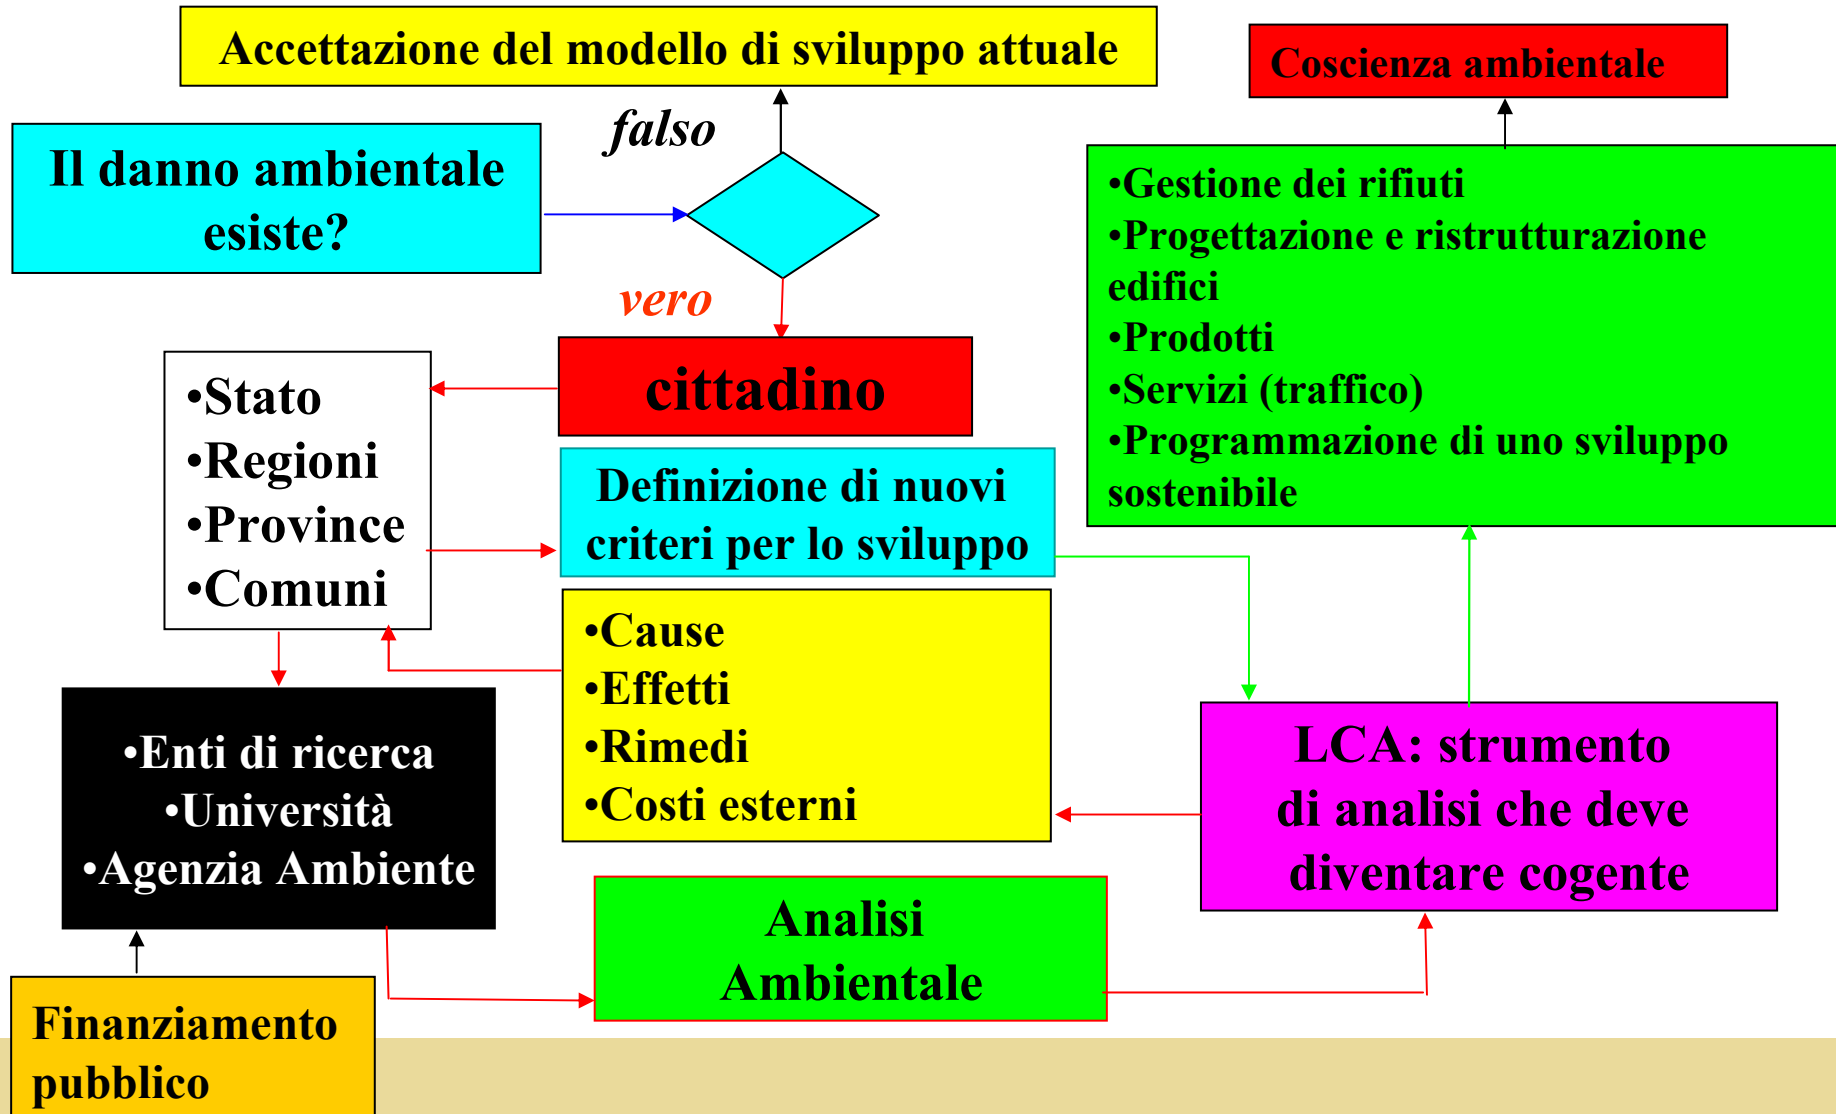 Accettazione del modello di sviluppo attuale
Coscienza ambientale
falso
Il danno ambientale
esiste?
vero
•Gestione dei rifiuti
•Progettazione e ristrutturazione
edifici
•Prodotti
•Servizi (traffico)
•Programmazione di uno sviluppo
sostenibile
cittadino
•Stato
•Regioni
•Province
•Comuni
Definizione di nuovi
criteri per lo sviluppo
•Cause
•Effetti
•Rimedi
•Costi esterni
•Enti di ricerca
•Università
•Agenzia Ambiente
LCA: strumento
di analisi che deve
diventare cogente
Analisi
Ambientale
Finanziamento
pubblico